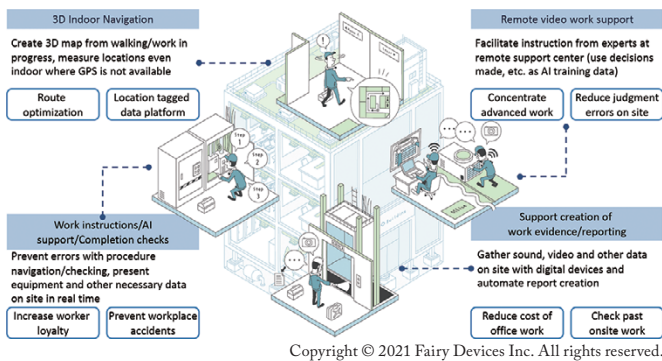 3D Indoor Navigation
Create 3D map from walking/work in
progress, measure locations even
indoor where GPS is not available
Route
optimization
Location tagged
data platform
Remote video work support
Facilitate instruction from experts at
remote support center (use decisions
made, etc. as AI training data)
Concentrate
advanced work
Reduce judgment
errors on site
Step
1
Step
2
Step
3
Work instructions/AI
support/Completion checks
Prevent errors with procedure
navigation/checking, present
equipment and other necessary data
on site in real time
Increase worker
loyalty
Prevent workplace
accidents
Support creation of
work evidence/reporting
Gather sound, video and other data
on site with digital devices and
automate report creation
Reduce cost of
office work
Check past
onsite work
Copyright © 2021 Fairy Devices Inc. All rights reserved.